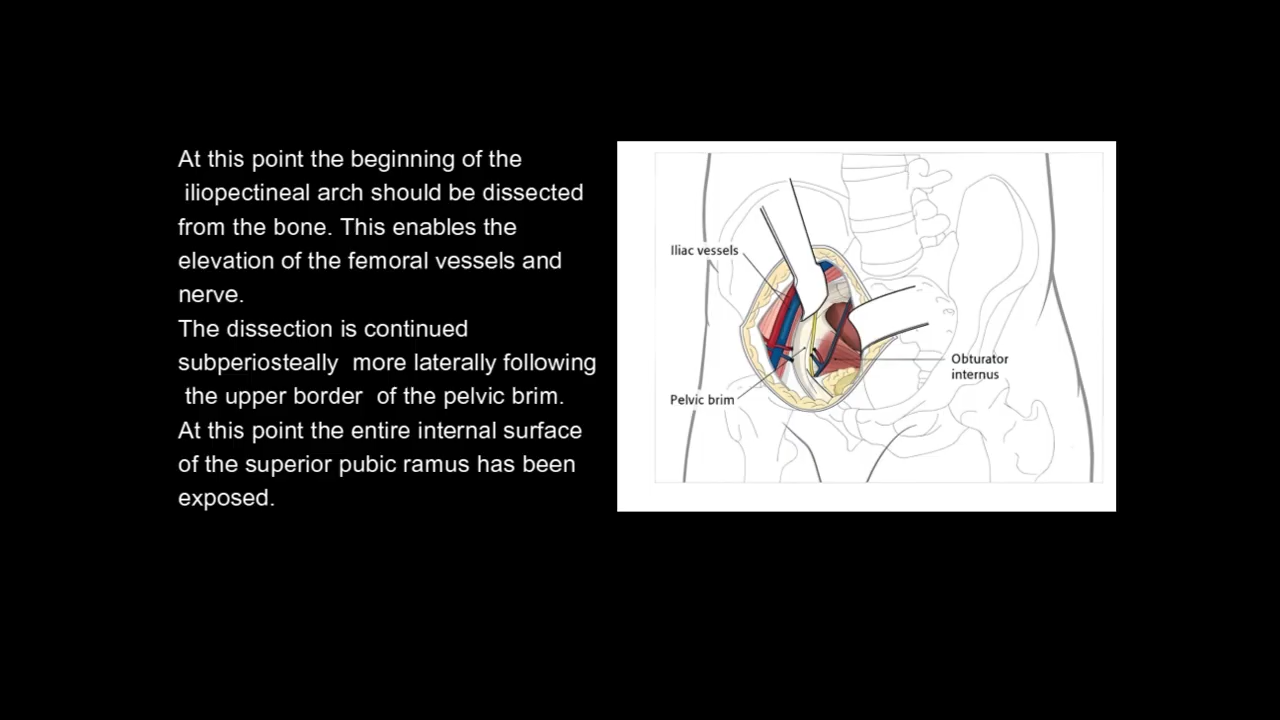 At this point the beginning of the
iliopectineal arch should be dissected
from the bone. This enables the
elevation of the femoral vessels and
nerve.
The dissection is continued
subperiosteally more laterally following
the upper border of the pelvic brim.
At this point the entire internal surface
of the superior pubic ramus has been
exposed.
Iliac vessels
Obturator
internus
Pelvic brim